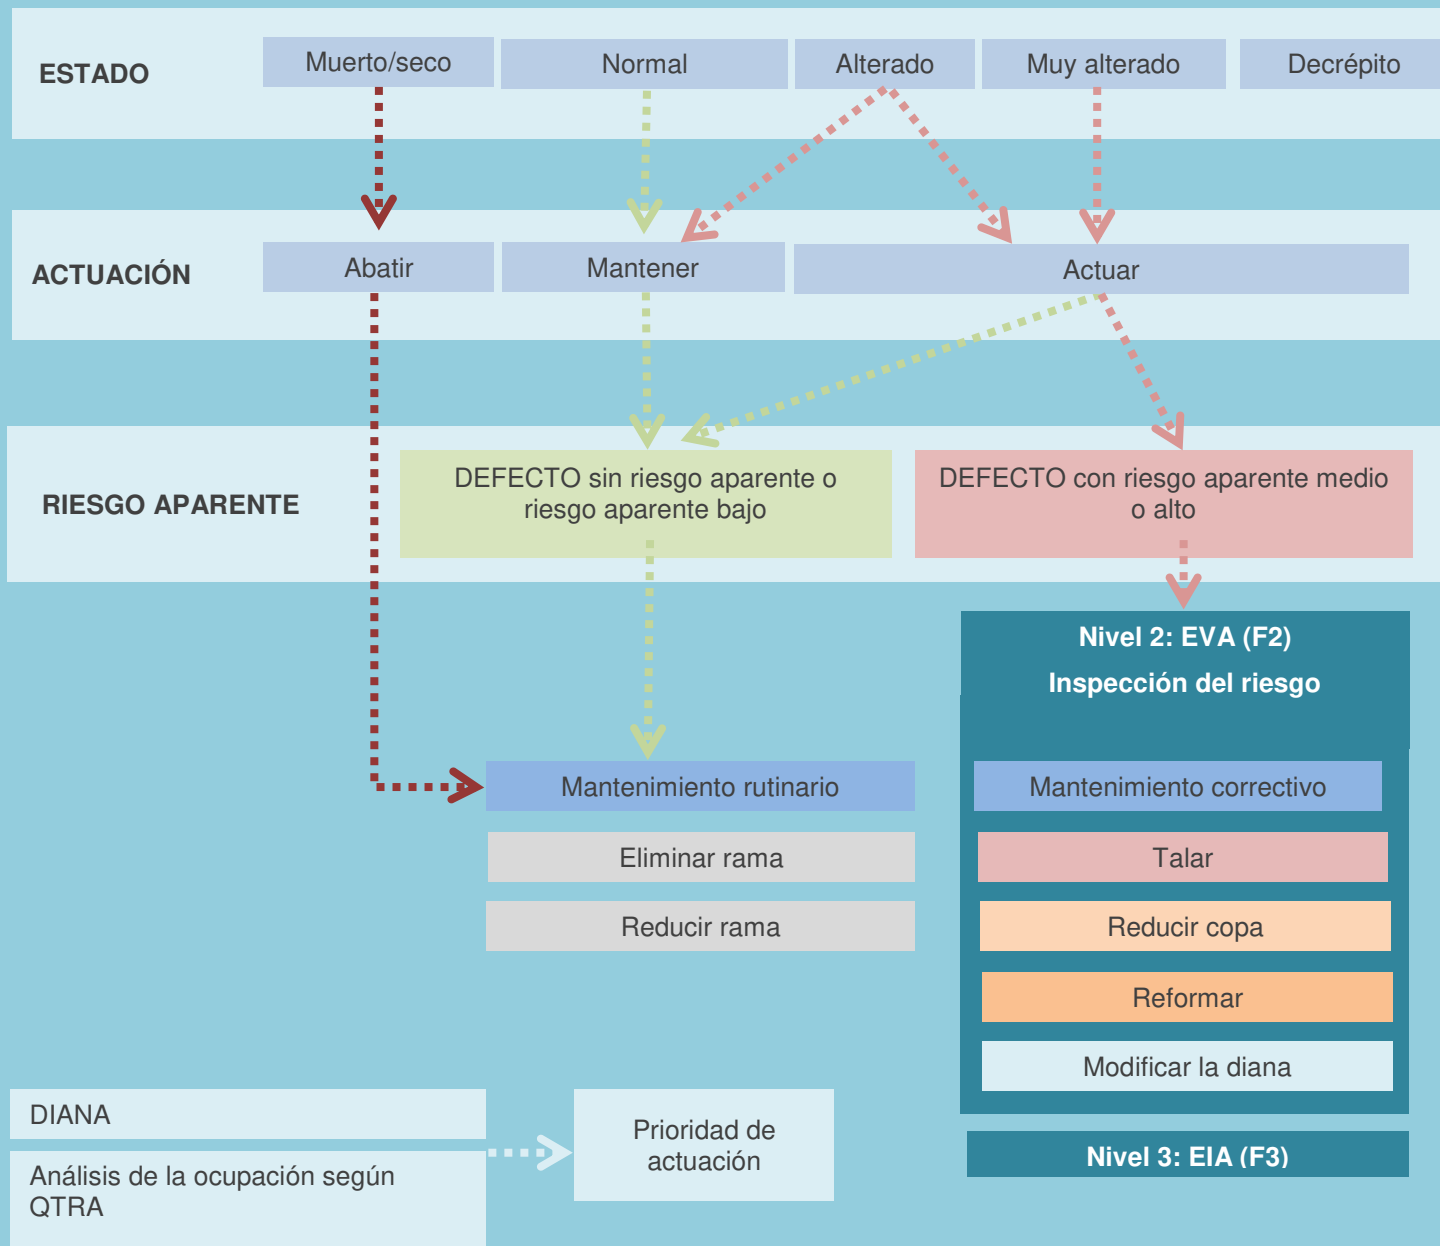 ESTADO
Muerto/seco
Normal
Alterado
Muy alterado
Decrépito
ACTUACIÓN
Abatir
Mantener
Actuar
RIESGO APARENTE
DEFECTO sin riesgo aparente o
riesgo aparente bajo
DEFECTO con riesgo aparente medio
o alto
Nivel 2: EVA (F2)
Inspección del riesgo
Mantenimiento rutinario
Eliminar rama
Reducir rama
Mantenimiento correctivo
Talar
Reducir copa
Reformar
Modificar la diana
DIANA
Análisis de la ocupación según
QTRA
Prioridad de
actuación
Nivel 3: EIA (F3)